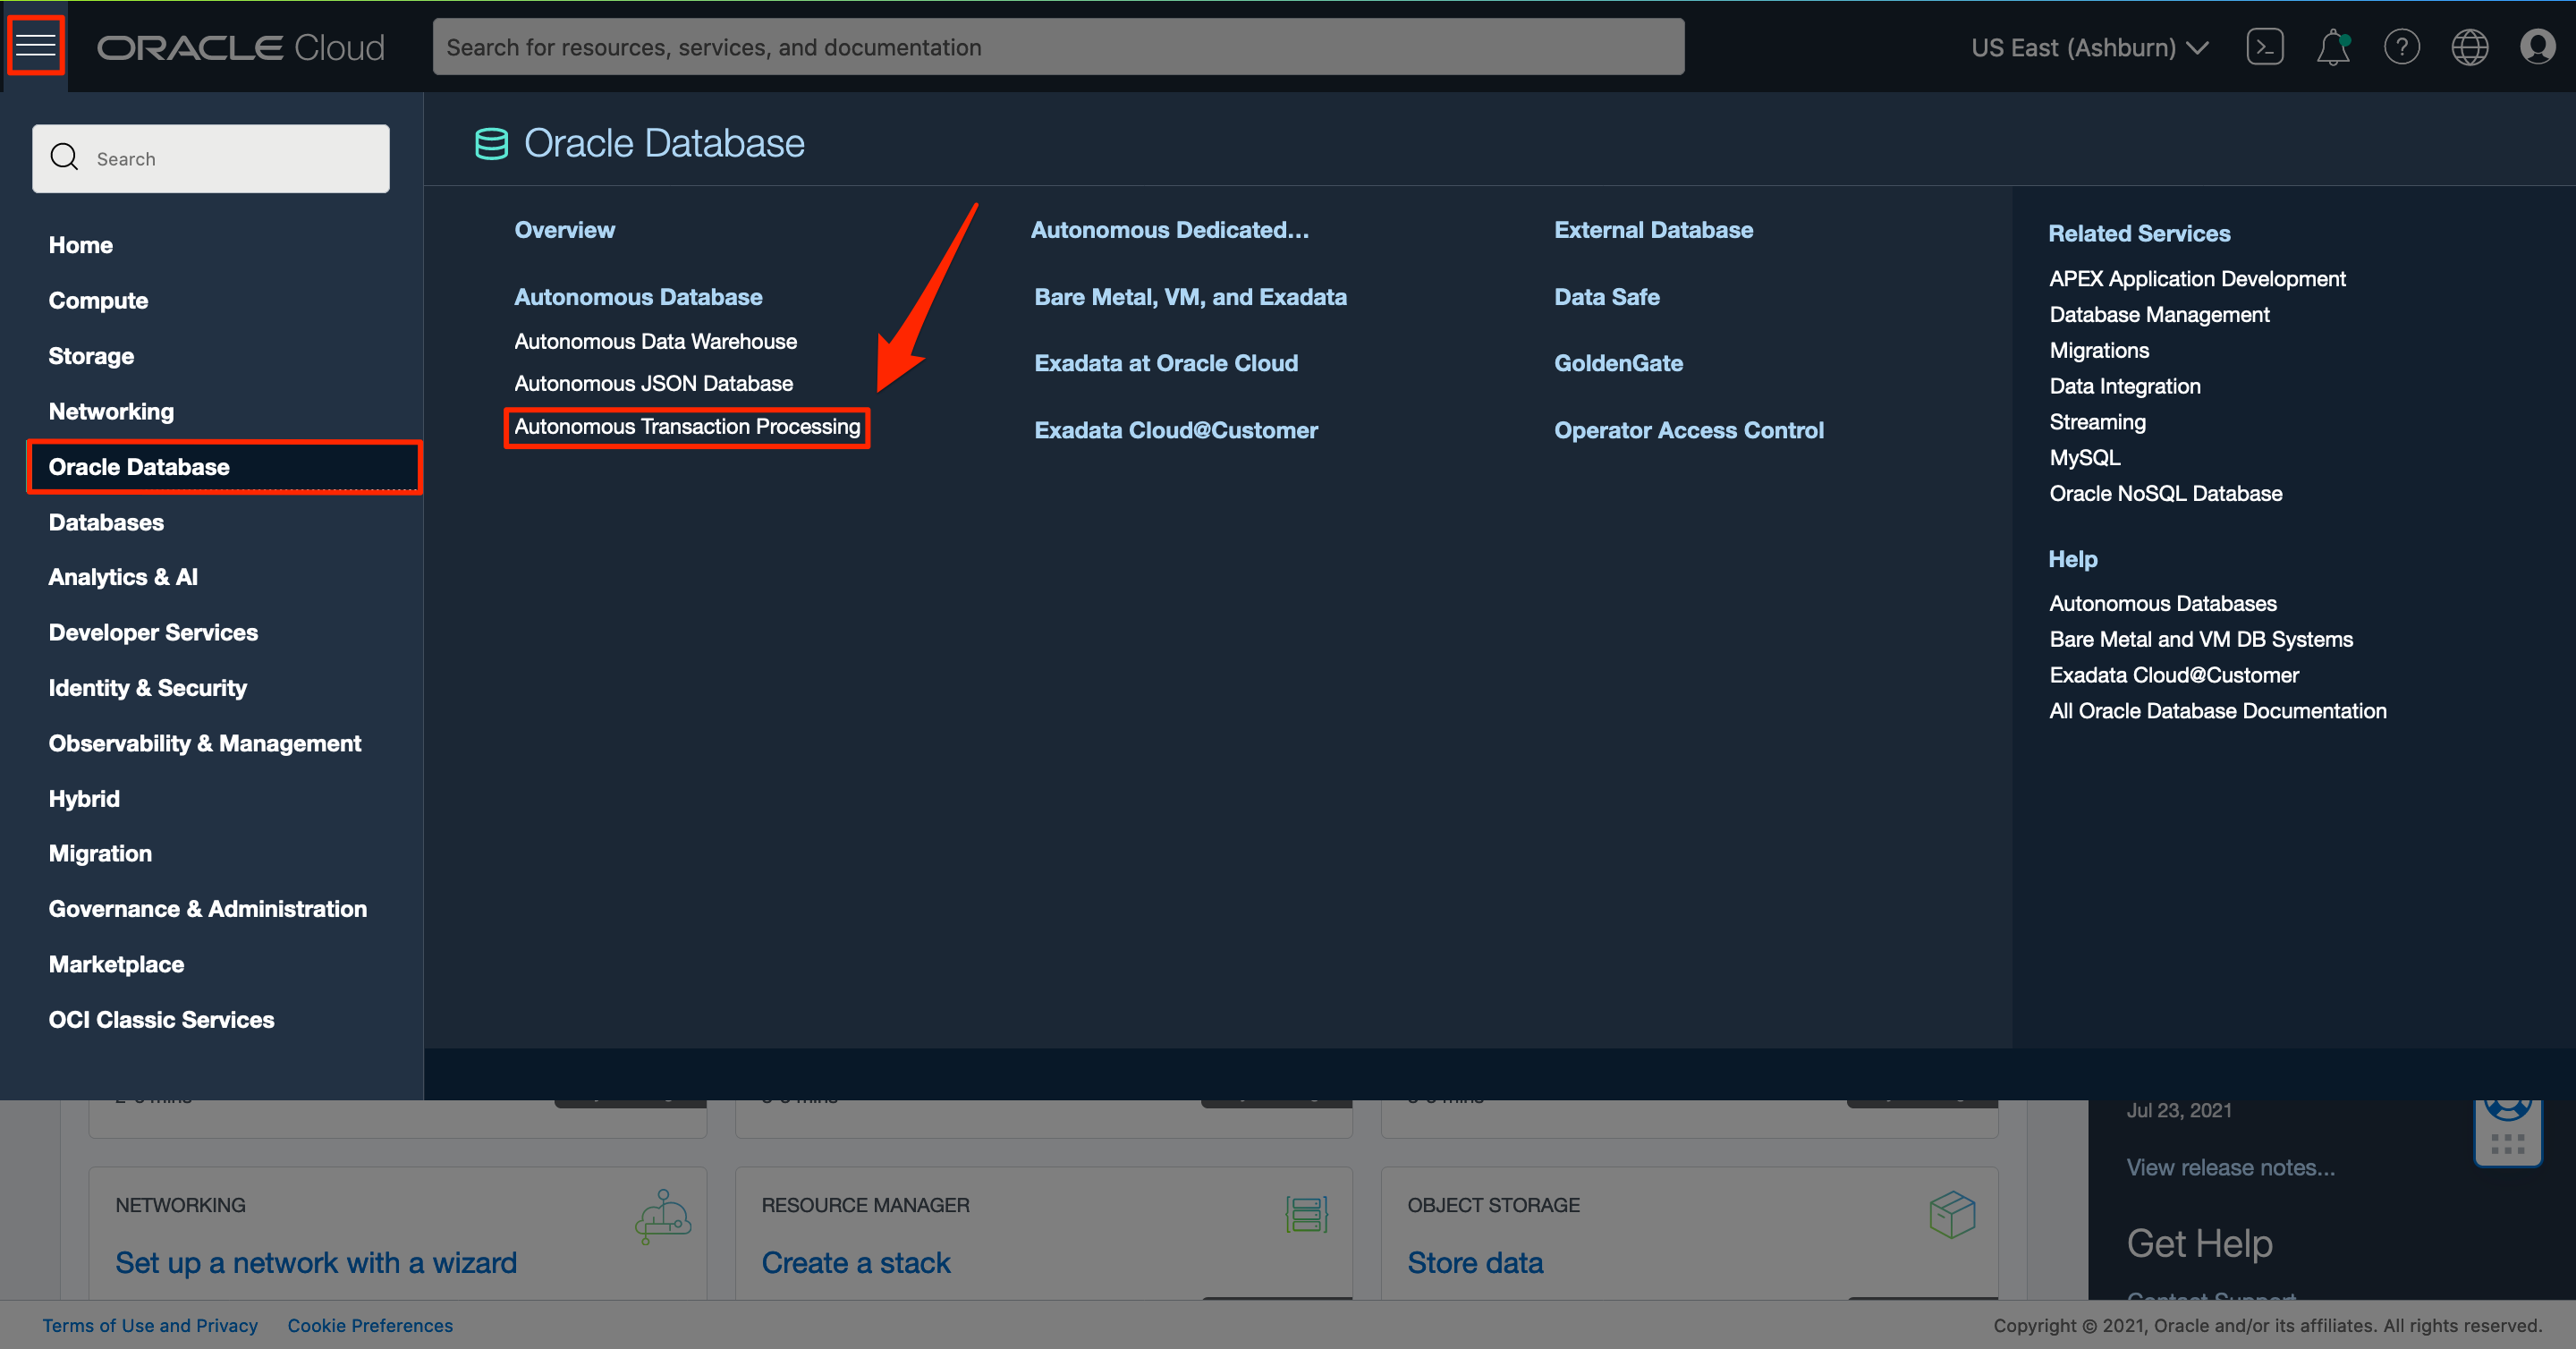 ORACLE Cloud
Search for resources, services, and documentation
US East (Ashburn)
Search
Home
Compute
Storage
Networking
Oracle Database
Databases
Analytics & AI
Developer Services
Identity & Security
Observability & Management
Hybrid
Migration
Governance & Administration
Marketplace
OCI Classic Services
Oracle Database
Overview
Autonomous Database
Autonomous Data Warehouse
Autonomous JSON Database
Autonomous Transaction Processing
Autonomous Dedicated...
Bare Metal, VM, and Exadata
Exadata at Oracle Cloud
Exadata Cloud@Customer
External Database
Data Safe
GoldenGate
Operator Access Control
Related Services
APEX Application Development
Database Management
Migrations
Data Integration
Streaming
MySQL
Oracle NoSQL Database
Help
Autonomous Databases
Bare Metal and VM DB Systems
Exadata Cloud@Customer
All Oracle Database Documentation
Jul 23, 2021
View release notes...
NETWORKING
Set up a network with a wizard
RESOURCE MANAGER
Create a stack
OBJECT STORAGE
Store data
Get Help
Contact Support
Terms of Use and Privacy
Cookie Preferences
Copyright © 2021, Oracle and/or its affiliates. All rights reserved.